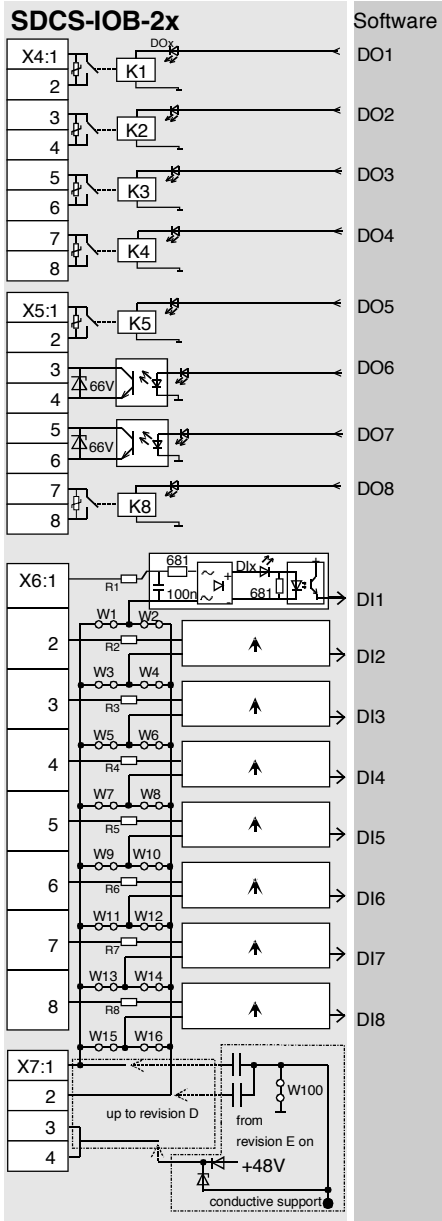 SDCS-IOB-2x Software
X4:1 K1 DOx DO1
2
3 K2 DO2
4
5 K3 DO3
6
7 K4 DO4
8
X5:1 K5 DO5
2
3 66V DO6
4
5 66V DO7
6
7 K8 DO8
8
681 DIx
X6:1 R1 100n ~ ~ + - 681 + DI1
W1 W2
2 R2 DI2
W3 W4
3 R3 DI3
W5 W6
4 R4 DI4
W7 W8
5 R5 DI5
W9 W10
6 R6 DI6
W11 W12
7 R7 DI7
W13 W14
8 R8 DI8
W15 W16
X7:1
2 W100
up to revision D from
3 revision E on
4 +48V
conductive support